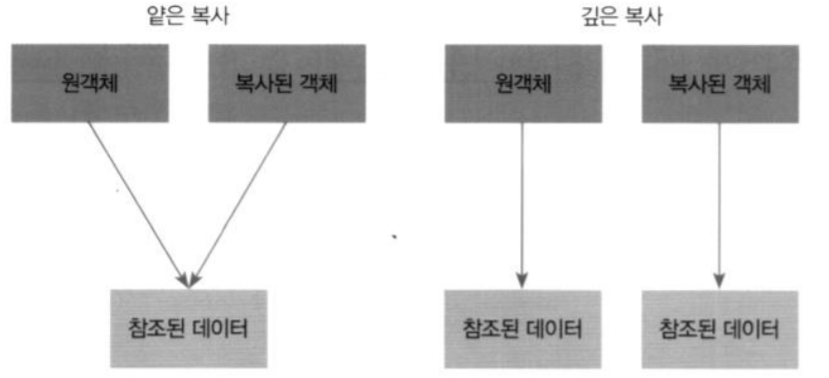 얕은 복사
깊은 복사
원객체
복사된 객체
원객체
복사된 객체
참조된 데이터
참조된 데이터
참조된 데이터